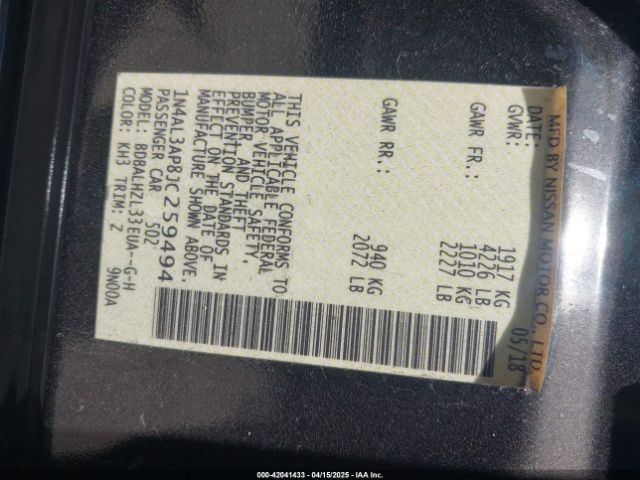 MFD BY NISSAN MOTOR CO., LTD.
DATE: 05/18
GVWR: 1917 KG
4226 LB
GAWR FR.: 1010 KG
2227 LB
GAWR RR.: 940 KG
2072 LB
THIS VEHICLE CONFORMS TO
ALL APPLICABLE FEDERAL
MOTOR VEHICLE SAFETY,
BUMPER, AND THEFT
PREVENTION STANDARDS IN
EFFECT ON THE DATE OF
MANUFACTURE SHOWN ABOVE.
1N4AL3AP8JC259494
PASSENGER CAR 502
MODEL: BDBALHZL33EUA--G-H
COLOR: KH3 TRIM: Z 9N00A
000-42041433 - 04/15/2025 - IAA Inc.